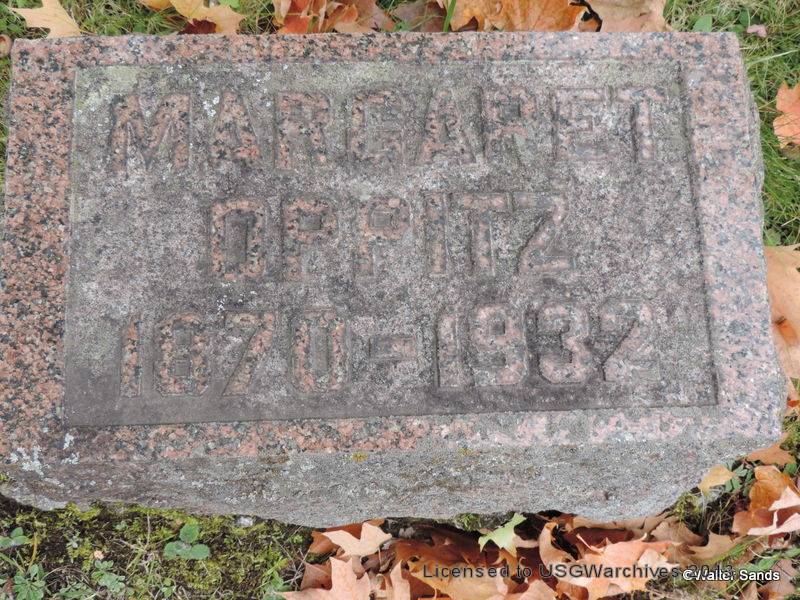 MARGARET
OPPITZ
1870-1932
Licensed to USGWarchives
©Walter Sands